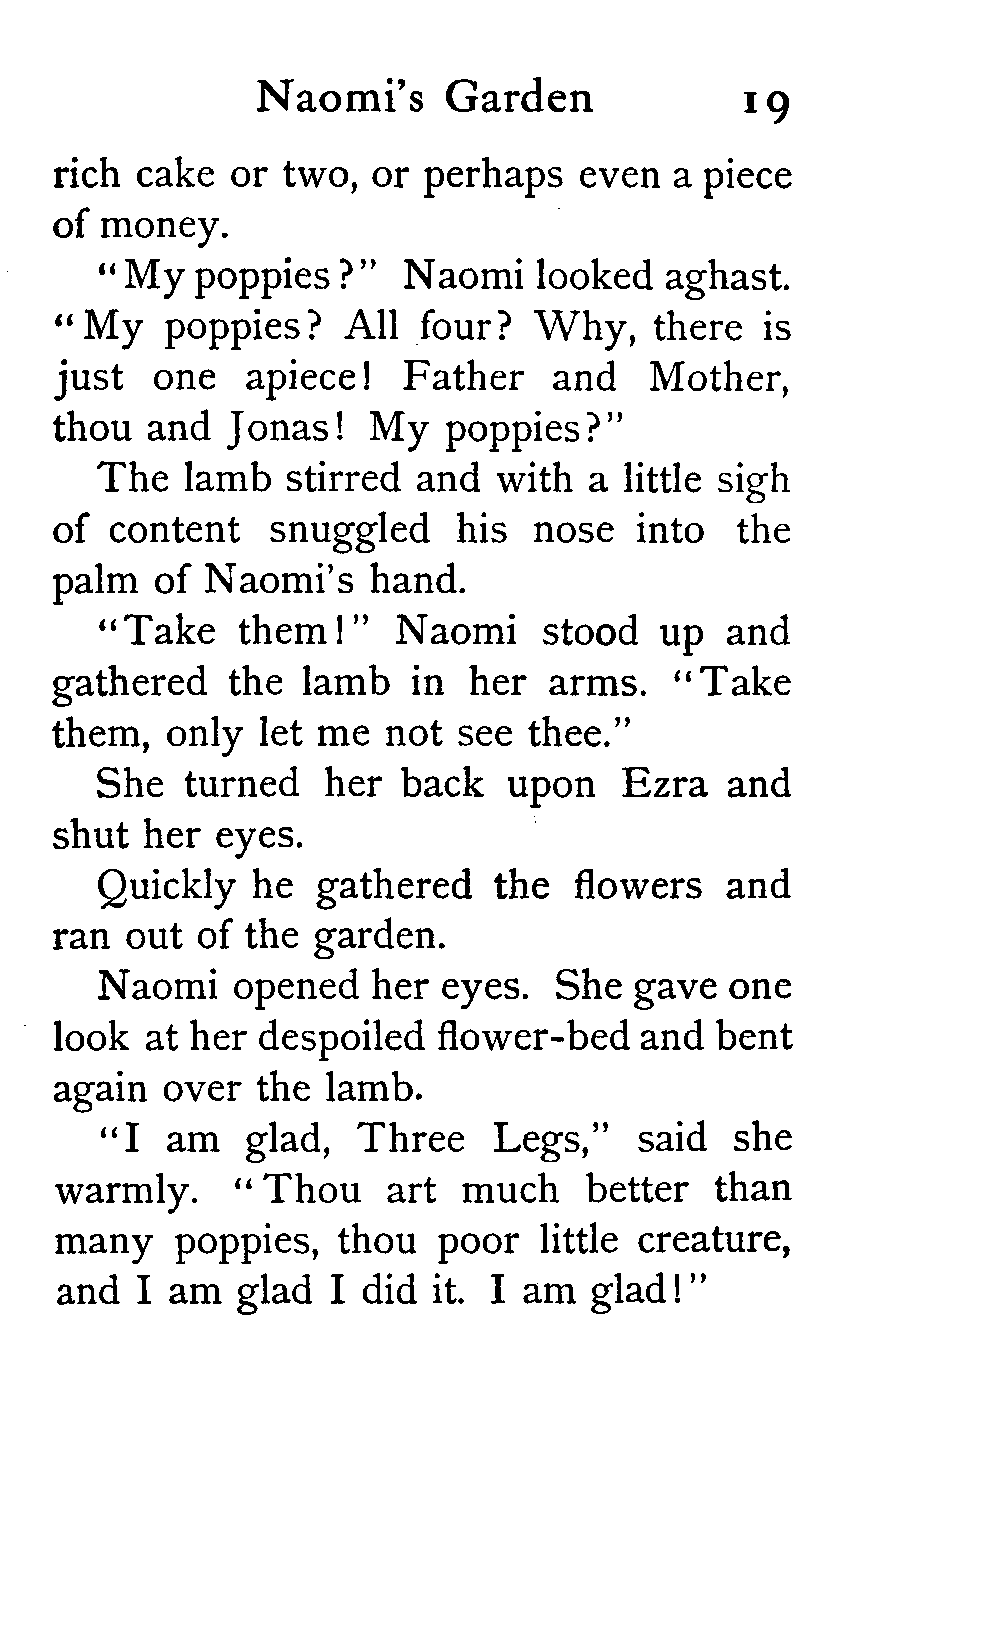 Naomi's Garden 19
rich cake or two, or perhaps even a piece
of money.
"My poppies?" Naomi looked aghast.
"My poppies? All four? Why, there is
just one apiece! Father and Mother,
thou and Jonas! My poppies?"
The lamb stirred and with a little sigh
of content snuggled his nose into the
palm of Naomi's hand.
"Take them!" Naomi stood up and
gathered the lamb in her arms. "Take
them, only let me not see thee."
She turned her back upon Ezra and
shut her eyes.
Quickly he gathered the flowers and
ran out of the garden.
Naomi opened her eyes. She gave one
look at her despoiled flower-bed and bent
again over the lamb.
"I am glad, Three Legs," said she
warmly. "Thou art much better than
many poppies, thou poor little creature,
and I am glad I did it. I am glad!"